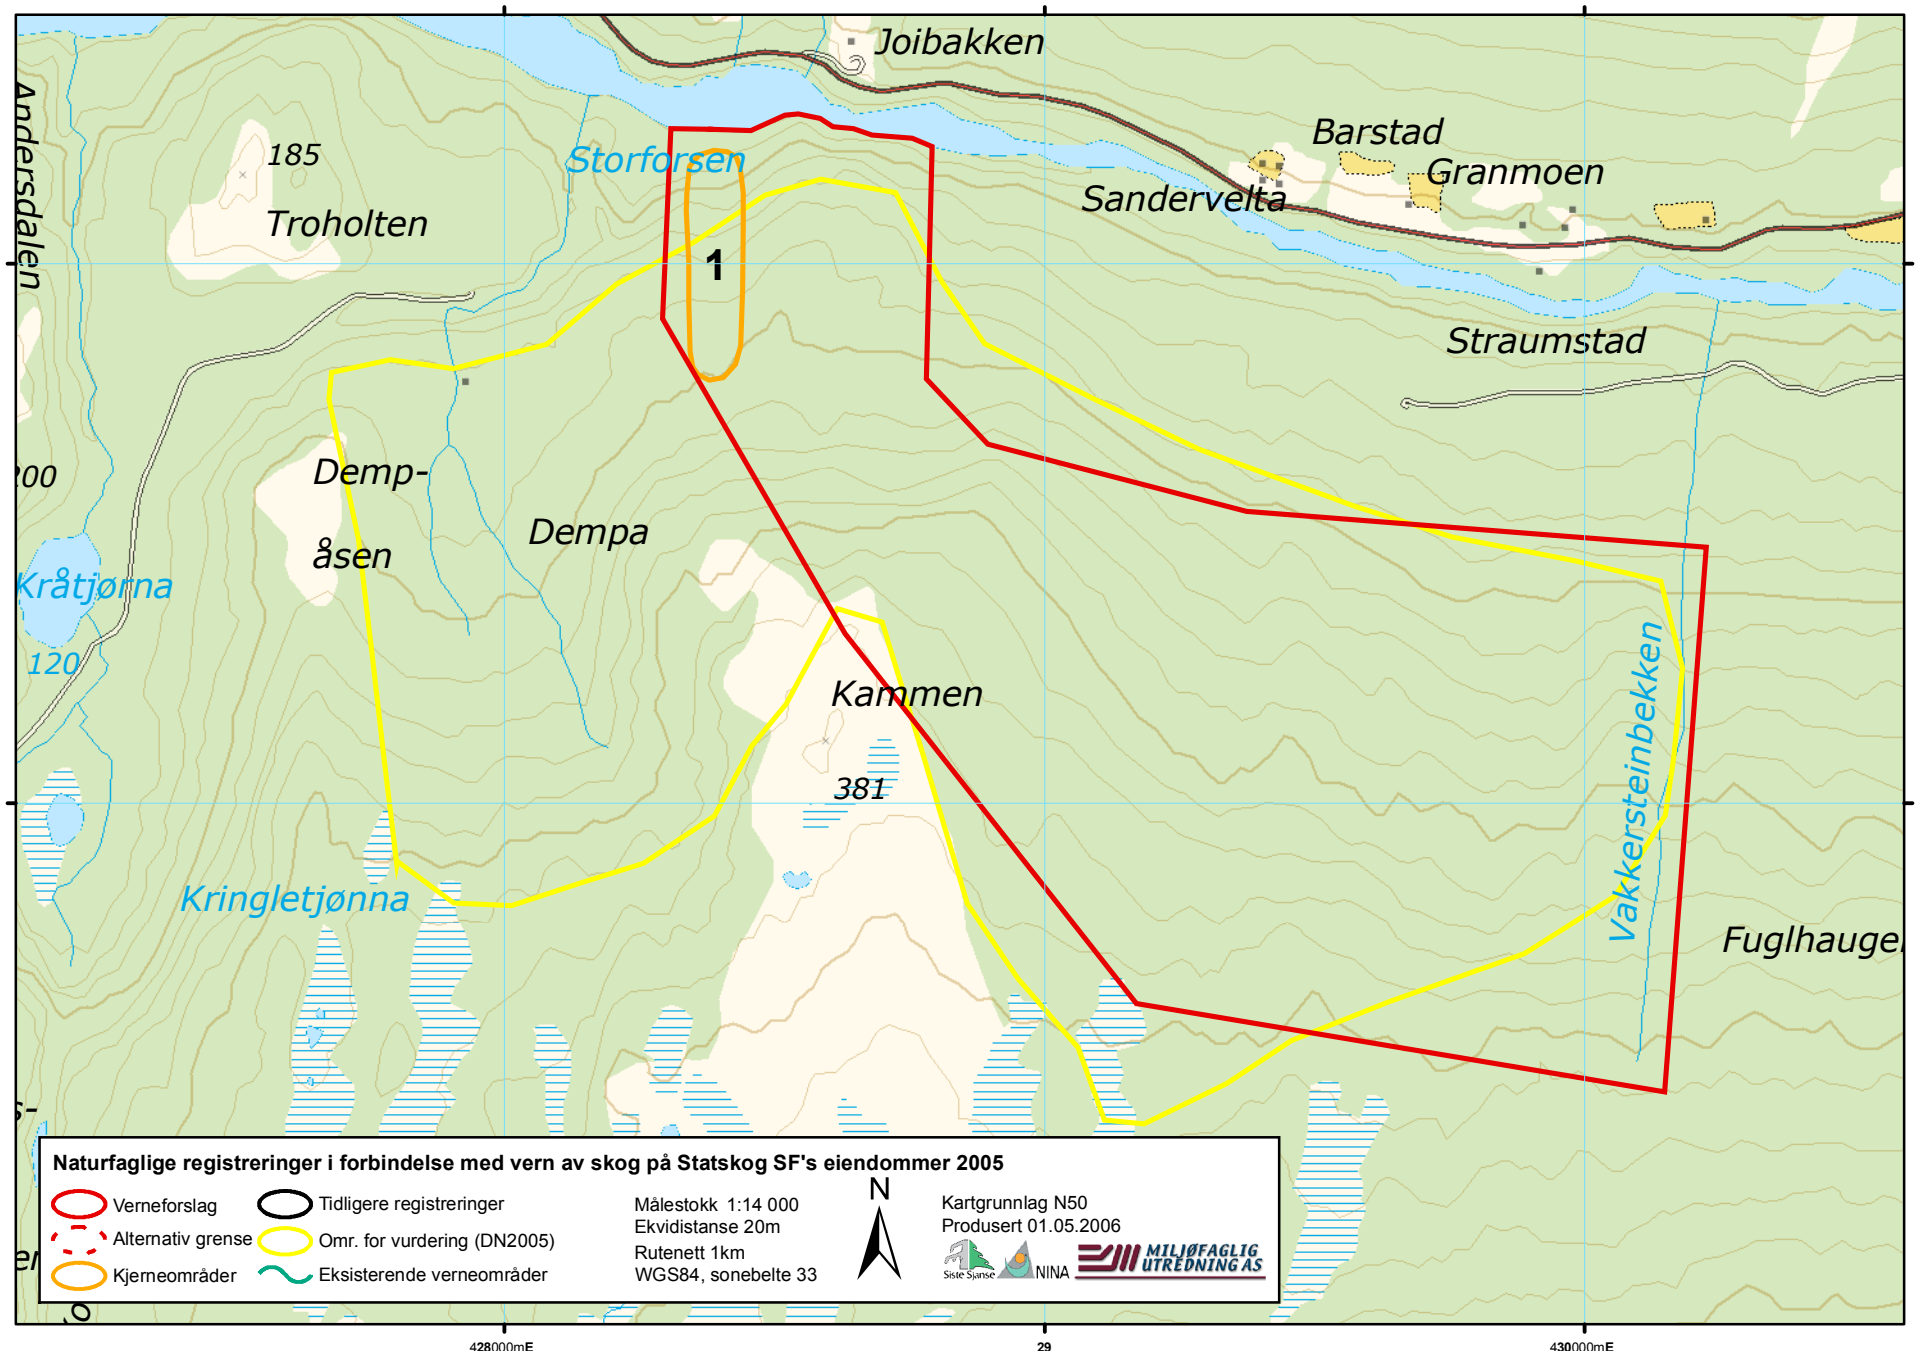 Joibakken
Andersdalen
Barstad
185
Storforsen
Granmoen
Sandervelta
Troholten
1
Straumstad
Demp-
200
Dempa
åsen
Kråtjørna
120
Kammen
Vakkersteinbekken
381
Kringletjønna
Fuglhauge
s-
Naturfaglige registreringer i forbindelse med vern av skog på Statskog SF's eiendommer 2005
Verneforslag
Alternativ grense
Kjerneområder
Tidligere registreringer
Omr. for vurdering (DN2005)
Eksisterende verneområder
Målestokk 1:14 000
Ekvidistanse 20m
Rutenett 1km
WGS84, sonebelte 33
N
Kartgrunnlag N50
Produsert 01.05.2006
Siste Sjanse
NINA
MILJØFAGLIG
UTREDNING AS
er
428000mE
29
430000mE